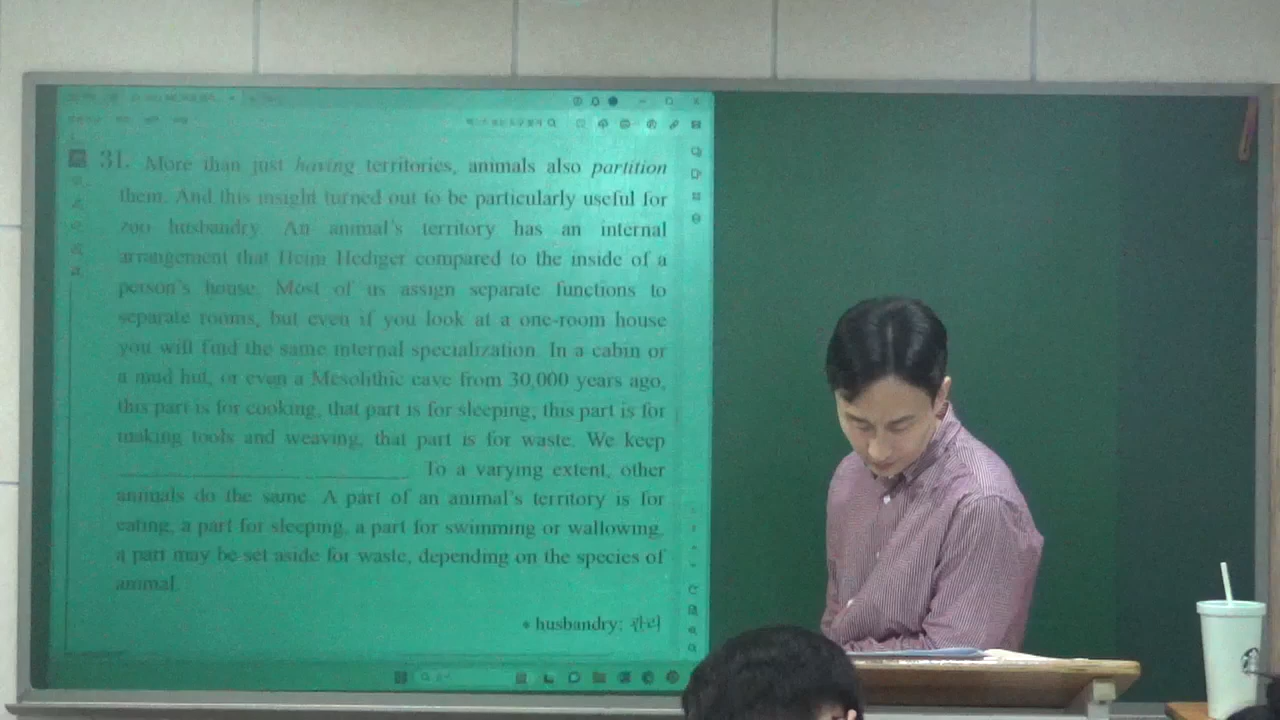 31. More than just having territories, animals also partition
them. And this insight turned out to be particularly useful for
zoo husbandry. An animal's territory has an internal
arrangement that Heini Hediger compared to the inside of a
person's house. Most of us assign separate functions to
separate rooms, but even if you look at a one-room house
you will find the same internal specialization. In a cabin or
a mud hut, or even a Mesolithic cave from 30,000 years ago,
this part is for cooking, that part is for sleeping; this part is for
making tools and weaving, that part is for waste. We keep
____________________. To a varying extent, other
animals do the same. A part of an animal's territory is for
eating, a part for sleeping, a part for swimming or wallowing,
a part may be set aside for waste, depending on the species of
animal.
* husbandry: 관리